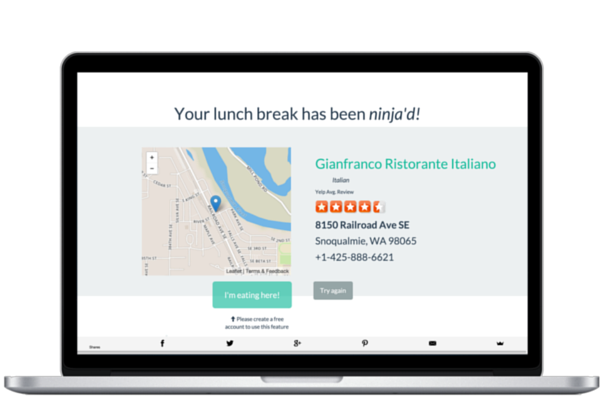 Your lunch break has been ninja'd!
+
−
Gianfranco Ristorante Italiano
italian
Yelp Avg. Review
8150 Railroad Ave SE
Snoqualmie, WA 98065
+1-425-888-6621
Leaflet | Terms & Feedback
I'm eating here!
Try again
Please create a free
account to use this feature
Share